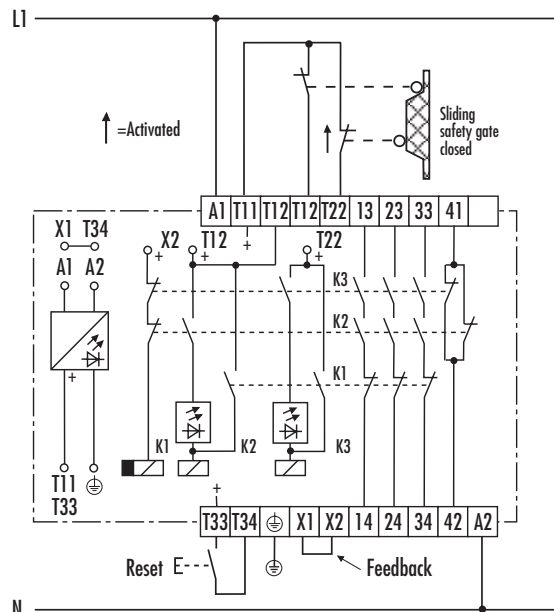 L1
=Activated
Sliding
safety gate
closed
A1 T11 T12 T12 T22 13 23 33 41
X1 T34
X2 T12 + T22
+ + +
A1 A2
K3
K2
K1
+
K1 K2 K3
T11
T33
+
T33 T34 X1 X2 14 24 34 42 A2
Reset
Feedback
N